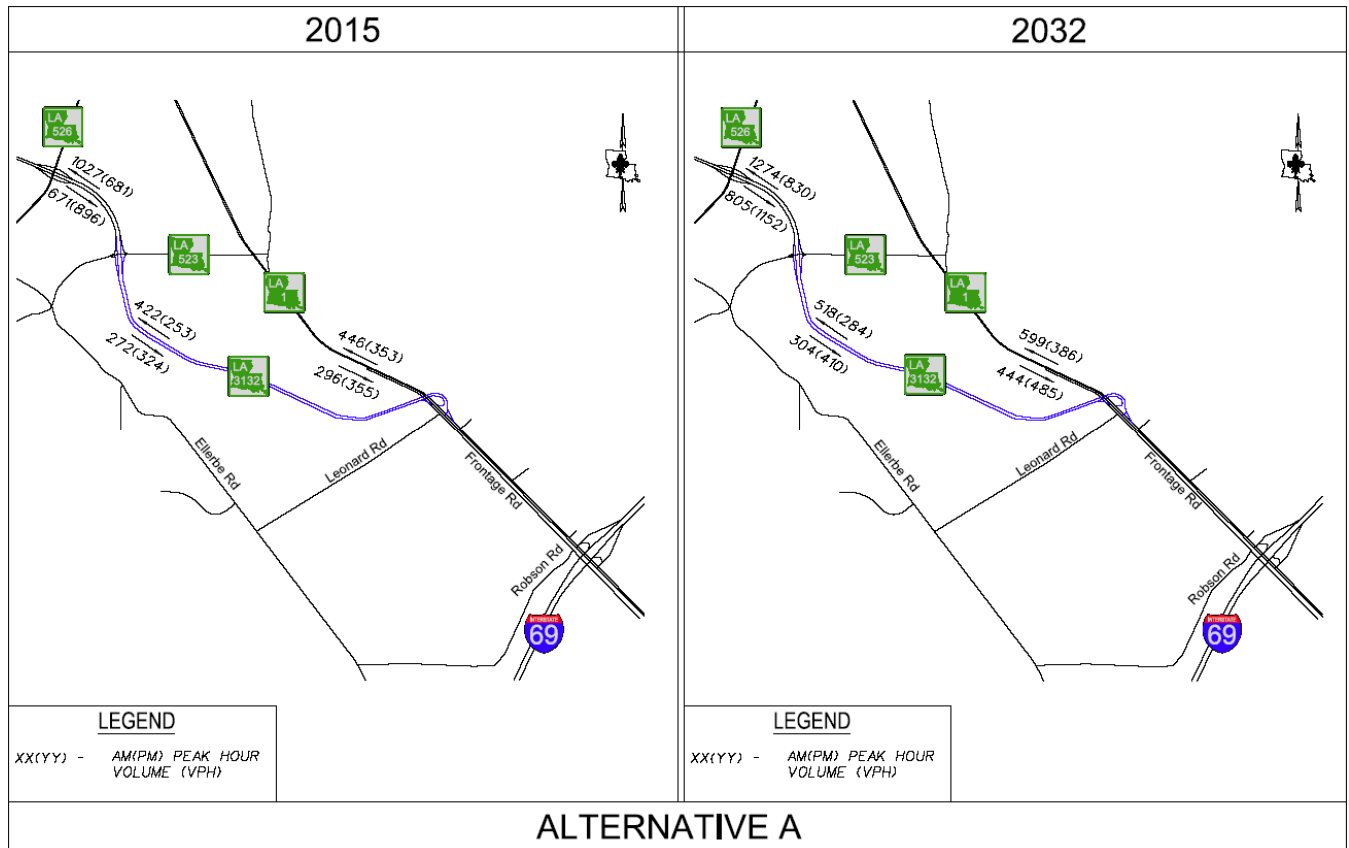 2015
2032
LA
526
1027(681)
671(896)
LA
523
LA
1
422(253)
272(324)
446(353)
296(355)
LA
3132
Ellerbe Rd
Leonard Rd
Frontage Rd
Robson Rd
INTERSTATE
69
LEGEND
XX(YY) - AM(PM) PEAK HOUR
VOLUME (VPH)
LA
526
1274(830)
805(1152)
LA
523
LA
1
518(284)
304(410)
599(386)
444(485)
LA
3132
Ellerbe Rd
Leonard Rd
Frontage Rd
Robson Rd
INTERSTATE
69
LEGEND
XX(YY) - AM(PM) PEAK HOUR
VOLUME (VPH)
ALTERNATIVE A